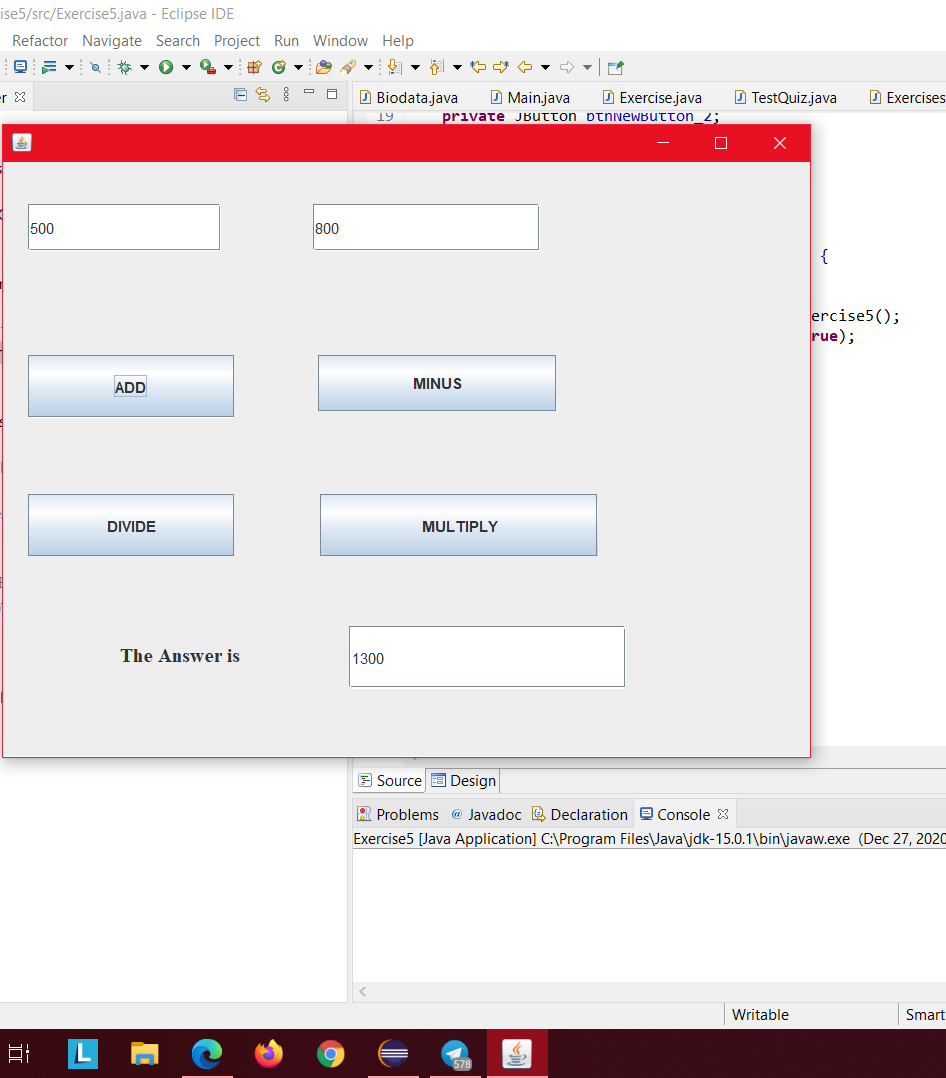 ise5/src/Exercise5.java - Eclipse IDE
Refactor Navigate Search Project Run Window Help
er
Biodata.java Main.java Exercise.java TestQuiz.java Exercises
19 private JButton btnNewButton_2;
500 800
{
ercise5();
rue);
ADD MINUS
DIVIDE MULTIPLY
The Answer is 1300
Source Design
Problems @ Javadoc Declaration Console
Exercise5 [Java Application] C:\Program Files\Java\jdk-15.0.1\bin\javaw.exe (Dec 27, 2020
Writable Smart
L 578